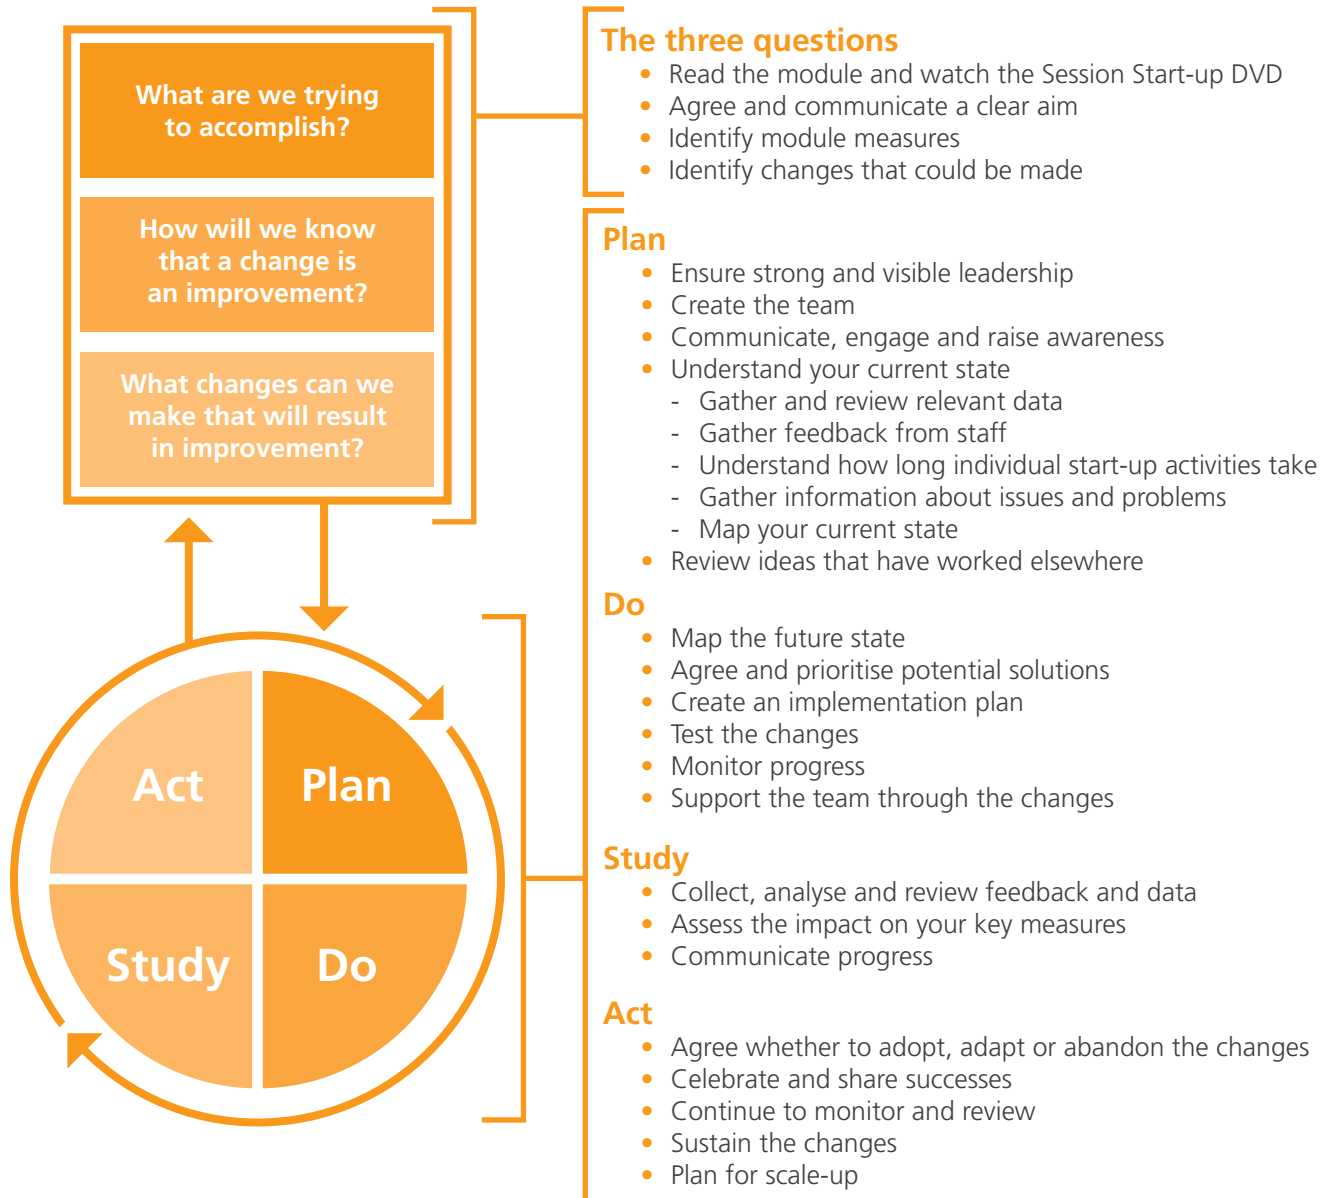 What are we trying
to accomplish?
How will we know
that a change is
an improvement?
What changes can we
make that will result
in improvement?
Act
Plan
Study
Do
The three questions
• Read the module and watch the Session Start-up DVD
• Agree and communicate a clear aim
• Identify module measures
• Identify changes that could be made
Plan
• Ensure strong and visible leadership
• Create the team
• Communicate, engage and raise awareness
• Understand your current state
- Gather and review relevant data
- Gather feedback from staff
- Understand how long individual start-up activities take
- Gather information about issues and problems
- Map your current state
• Review ideas that have worked elsewhere
Do
• Map the future state
• Agree and prioritise potential solutions
• Create an implementation plan
• Test the changes
• Monitor progress
• Support the team through the changes
Study
• Collect, analyse and review feedback and data
• Assess the impact on your key measures
• Communicate progress
Act
• Agree whether to adopt, adapt or abandon the changes
• Celebrate and share successes
• Continue to monitor and review
• Sustain the changes
• Plan for scale-up